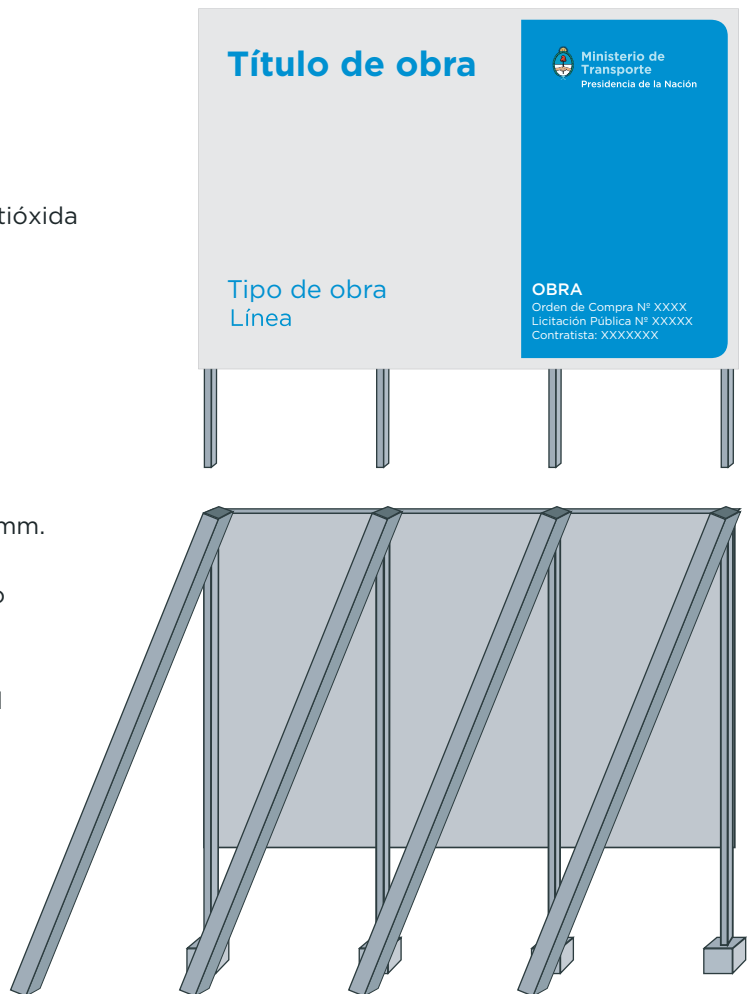 Título de obra
Ministerio de
Transporte
Presidencia de la Nación
tióxida
Tipo de obra
Línea
OBRA
Orden de Compra Nº XXXX
Licitación Pública Nº XXXXX
Contratista: XXXXXXX
mm.